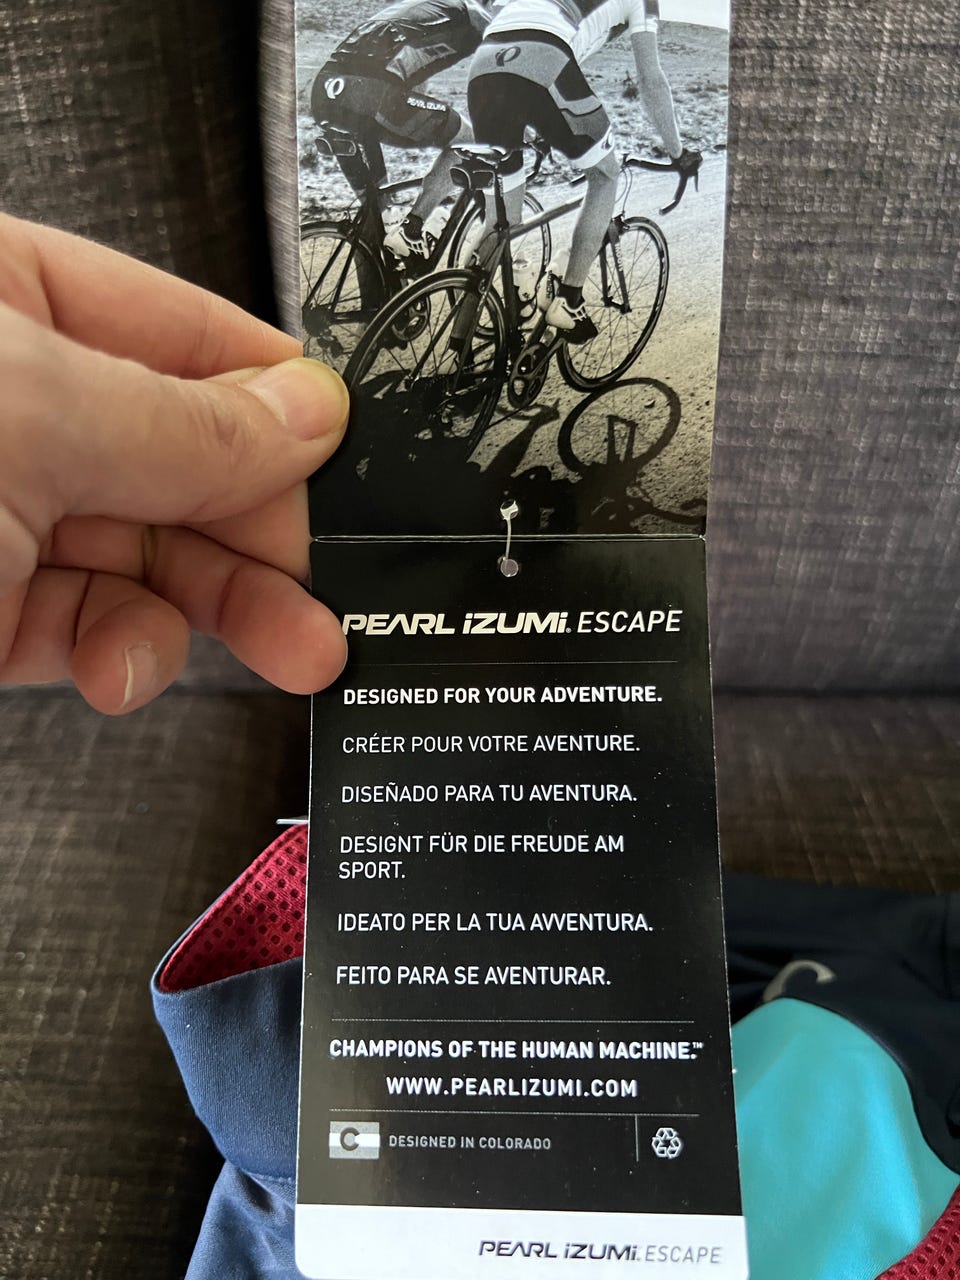 PEARL iZUMi
PEARL iZUMi® ESCAPE
DESIGNED FOR YOUR ADVENTURE.
CRÉER POUR VOTRE AVENTURE.
DISEÑADO PARA TU AVENTURA.
DESIGNT FÜR DIE FREUDE AM
SPORT.
IDEATO PER LA TUA AVVENTURA.
FEITO PARA SE AVENTURAR.
CHAMPIONS OF THE HUMAN MACHINE.™
WWW.PEARLIZUMI.COM
C DESIGNED IN COLORADO
PEARL iZUMi. ESCAPE